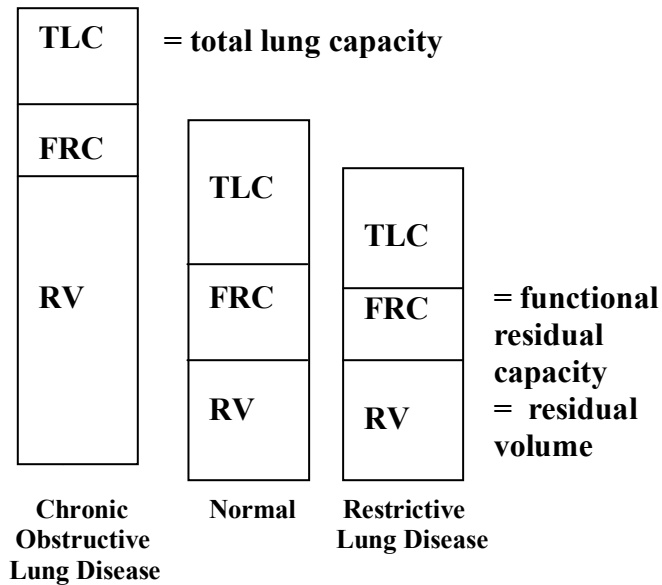 TLC = total lung capacity
FRC
RV
TLC
FRC
RV
TLC
FRC
RV
= functional
residual
capacity
= residual
volume
Chronic
Obstructive
Lung Disease
Normal
Restrictive
Lung Disease